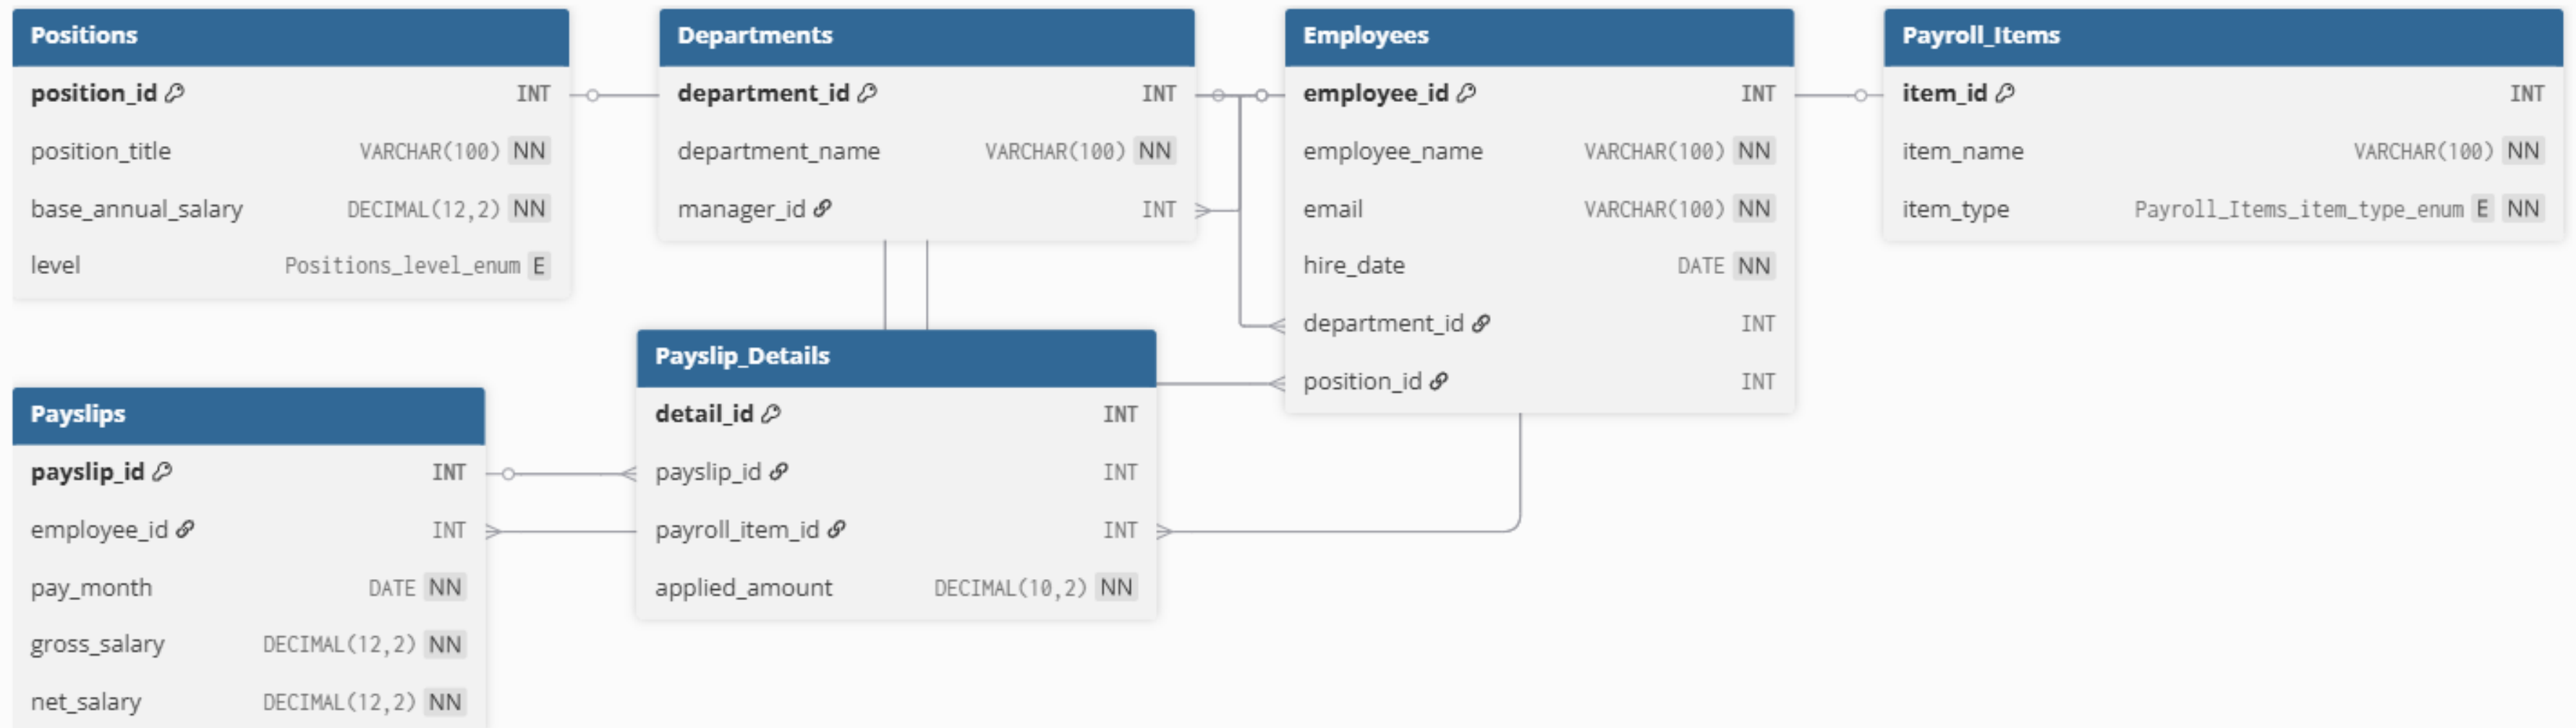 Positions
position_id INT
position_title VARCHAR(100) NN
base_annual_salary DECIMAL(12,2) NN
level Positions_level_enum E
Departments
department_id INT
department_name VARCHAR(100) NN
manager_id INT
Employees
employee_id INT
employee_name VARCHAR(100) NN
email VARCHAR(100) NN
hire_date DATE NN
department_id INT
position_id INT
Payroll_Items
item_id INT
item_name VARCHAR(100) NN
item_type Payroll_Items_item_type_enum E NN
Payslips
payslip_id INT
employee_id INT
pay_month DATE NN
gross_salary DECIMAL(12,2) NN
net_salary DECIMAL(12,2) NN
Payslip_Details
detail_id INT
payslip_id INT
payroll_item_id INT
applied_amount DECIMAL(10,2) NN